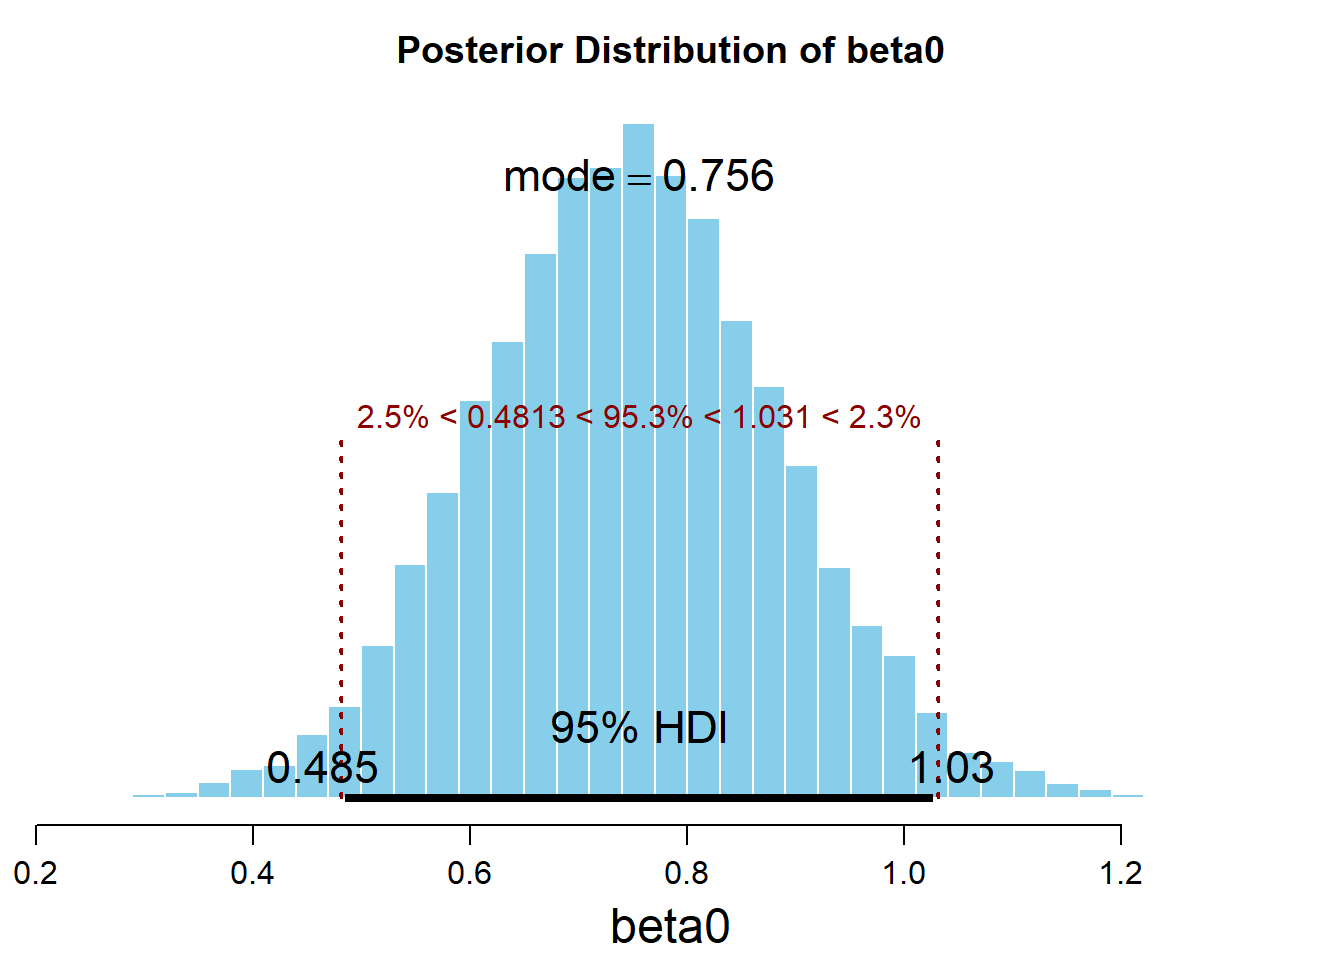 Posterior Distribution of beta0
mode = 0.756
2.5% < 0.4813 < 95.3% < 1.031 < 2.3%
95% HDI
0.485 1.03
0.2 0.4 0.6 0.8 1.0 1.2
beta0